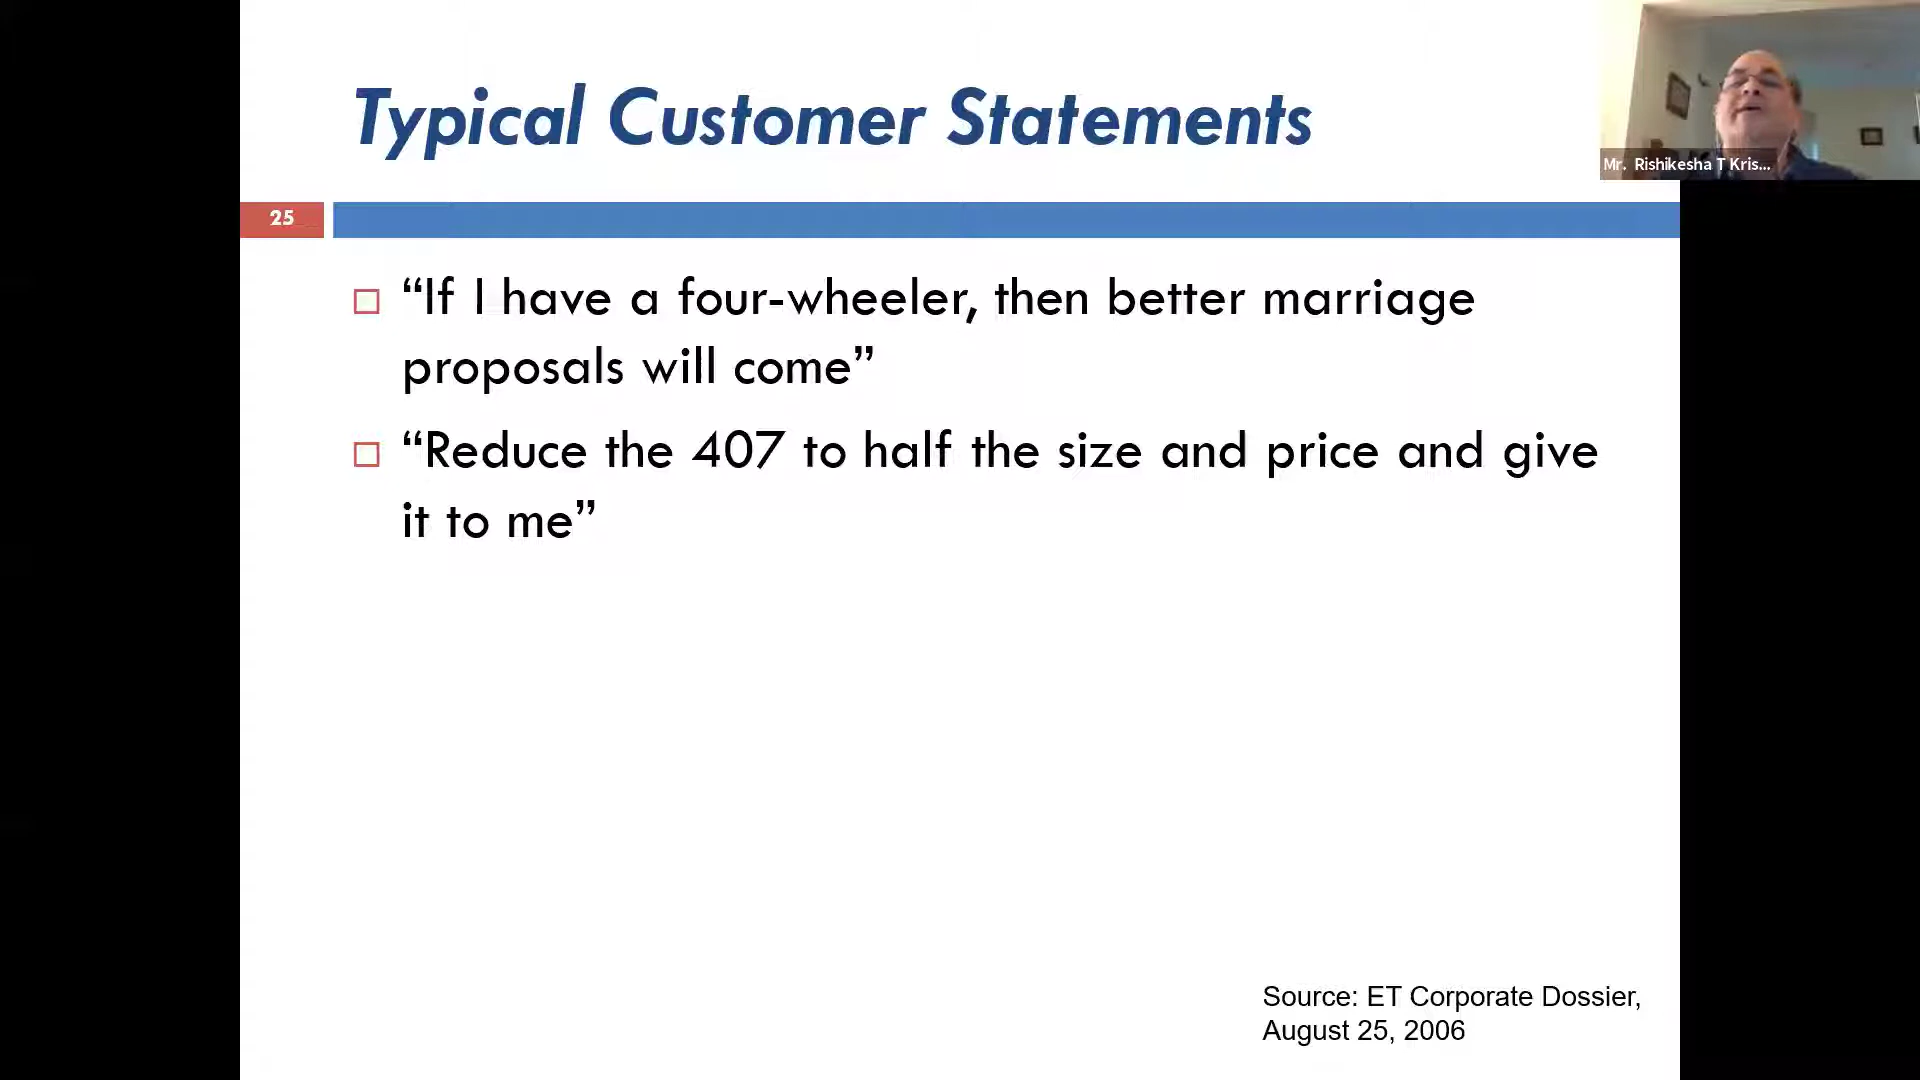 Typical Customer Statements
Mr. Rishikesha T Kris...
25
“If I have a four-wheeler, then better marriage
proposals will come”
“Reduce the 407 to half the size and price and give
it to me”
Source: ET Corporate Dossier,
August 25, 2006